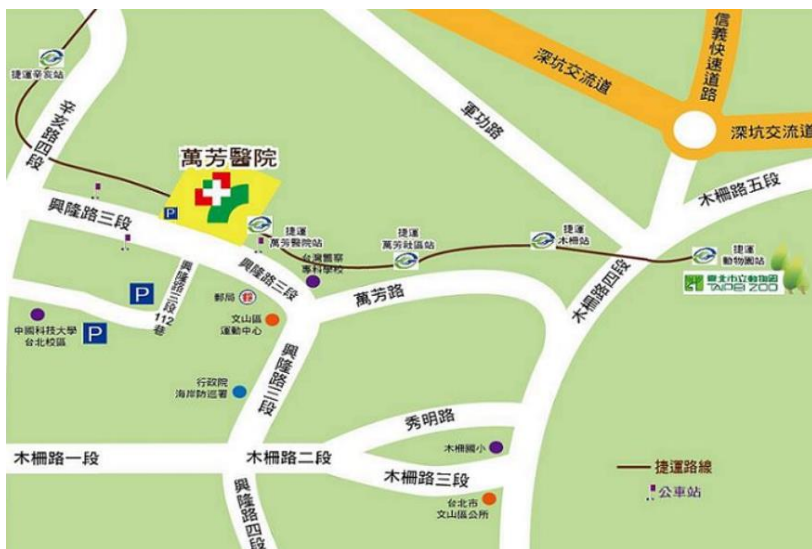 捷運辛亥站
辛亥路四段
萬芳醫院
P
興隆路三段
捷運
萬芳醫院站
台灣警察
專科學校
興隆路三段
捷運
萬芳社區站
捷運
木柵站
捷運
動物園站
臺北市立動物園
TAIPEI ZOO
軍功路
深坑交流道
信義快速道路
深坑交流道
木柵路五段
木柵路四段
萬芳路
郵局
文山區
運動中心
興隆路三段112巷
P
P
中國科技大學
台北校區
行政院
海岸防巡署
興隆路三段
秀明路
木柵國小
木柵路一段
木柵路二段
木柵路三段
興隆路四段
台北市
文山區公所
捷運路線
公車站